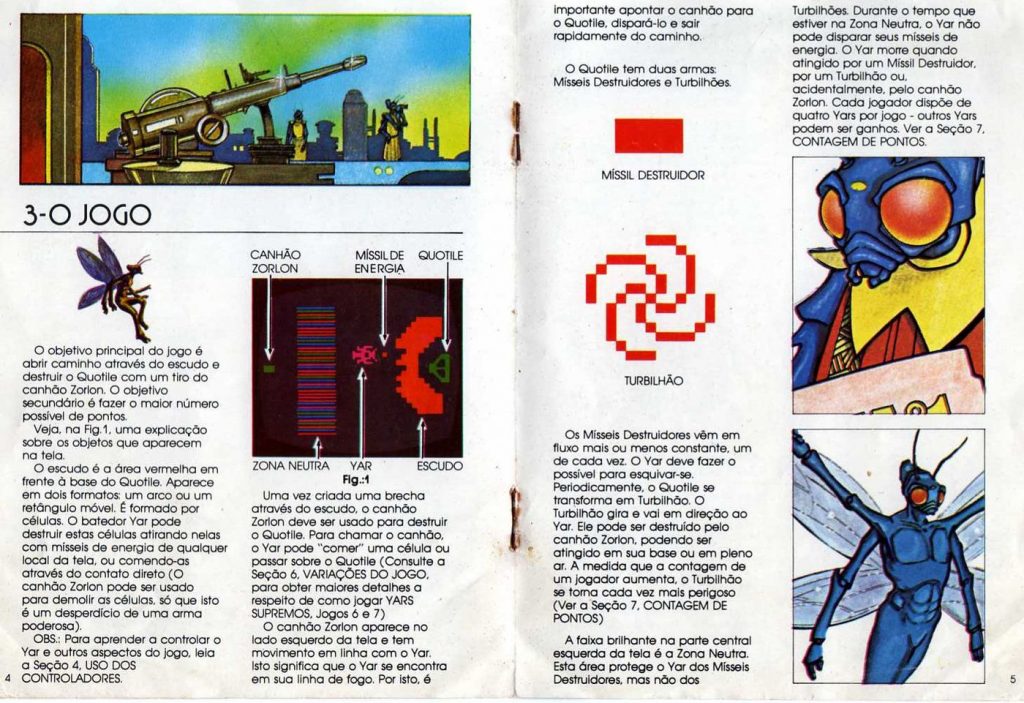 3-O JOGO
O objetivo principal do jogo é
abrir caminho através do escudo e
destruir o Quotile com um tiro do
canhão Zorlon. O objetivo
secundário é fazer o maior número
possível de pontos.
Veja, na Fig.1, uma explicação
sobre os objetos que aparecem
na tela.
O escudo é a área vermelha em
frente à base do Quotile. Aparece
em dois formatos: um arco ou um
retângulo móvel. É formado por
células. O batedor Yar pode
destruir estas células atirando nelas
com mísseis de energia de qualquer
local da tela, ou comendo-as
através do contato direto (O
canhão Zorlon pode ser usado
para demolir as células, só que isto
é um desperdício de uma arma
poderosa).
OBS.: Para aprender a controlar o
Yar e outros aspectos do jogo, leia
a Seção 4, USO DOS
CONTROLADORES.
4
CANHÃO
ZORLON
MÍSSIL DE
ENERGIA
QUOTILE
ZONA NEUTRA
YAR
ESCUDO
Fig.:1
Uma vez criada uma brecha
através do escudo, o canhão
Zorlon deve ser usado para destruir
o Quotile. Para chamar o canhão,
o Yar pode "comer" uma célula ou
passar sobre o Quotile (Consulte a
Seção 6, VARIAÇÕES DO JOGO,
para obter maiores detalhes a
respeito de como jogar YARS
SUPREMOS, Jogos 6 e 7)
O canhão Zorlon aparece no
lado esquerdo da tela e tem
movimento em linha com o Yar.
Isto significa que o Yar se encontra
em sua linha de fogo. Por isto, é
importante apontar o canhão para
o Quotile, dispará-lo e sair
rapidamente do caminho.
O Quotile tem duas armas:
Mísseis Destruidores e Turbilhões.
MÍSSIL DESTRUIDOR
TURBILHÃO
Os Mísseis Destruidores vêm em
fluxo mais ou menos constante, um
de cada vez. O Yar deve fazer o
possível para esquivar-se.
Periodicamente, o Quotile se
transforma em Turbilhão. O
Turbilhão gira e vai em direção ao
Yar. Ele pode ser destruído pelo
canhão Zorlon, podendo ser
atingido em sua base ou em pleno
ar. A medida que a contagem de
um jogador aumenta, o Turbilhão
se torna cada vez mais perigoso
(Ver a Seção 7, CONTAGEM DE
PONTOS)
A faixa brilhante na parte central
esquerda da tela é a Zona Neutra.
Esta área protege o Yar dos Mísseis
Destruidores, mas não dos
Turbilhões. Durante o tempo que
estiver na Zona Neutra, o Yar não
pode disparar seus mísseis de
energia. O Yar morre quando
atingido por um Míssil Destruidor,
por um Turbilhão ou,
acidentalmente, pelo canhão
Zorlon. Cada jogador dispõe de
quatro Yars por jogo - outros Yars
podem ser ganhos. Ver a Seção 7,
CONTAGEM DE PONTOS.
5